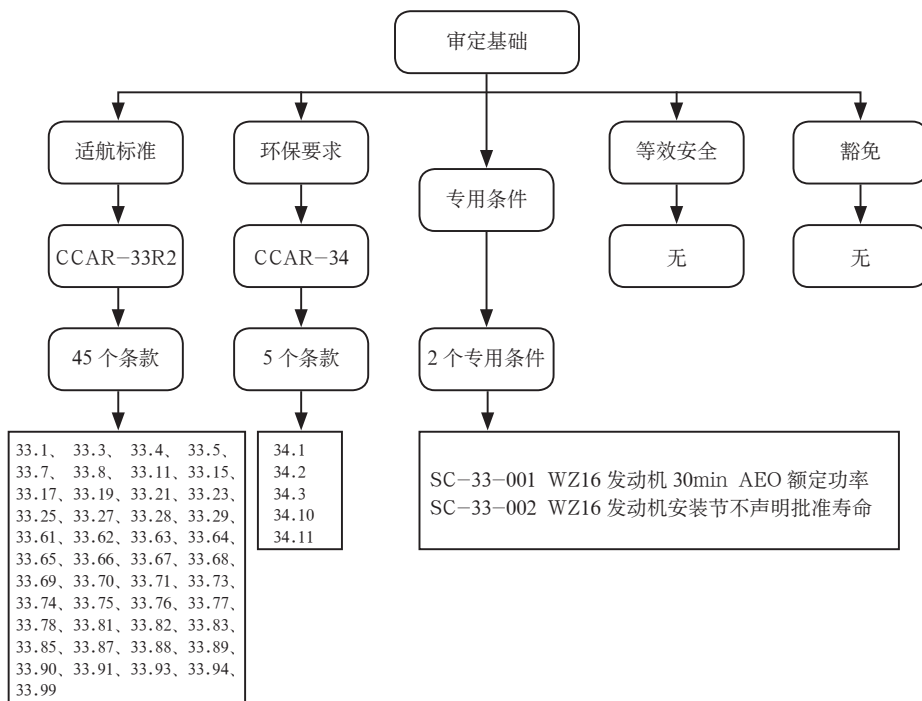 审定基础
适航标准
环保要求
专用条件
等效安全
豁免
CCAR-33R2
CCAR-34
无
无
45 个条款
5 个条款
2 个专用条件
33.1、 33.3、 33.4、 33.5、
33.7、 33.8、 33.11、33.15、
33.17、33.19、33.21、33.23、
33.25、33.27、33.28、33.29、
33.61、33.62、33.63、33.64、
33.65、33.66、33.67、33.68、
33.69、33.70、33.71、33.73、
33.74、33.75、33.76、33.77、
33.78、33.81、33.82、33.83、
33.85、33.87、33.88、33.89、
33.90、33.91、33.93、33.94、
33.99
34.1
34.2
34.3
34.10
34.11
SC-33-001 WZ16 发动机 30min AEO 额定功率
SC-33-002 WZ16 发动机安装节不声明批准寿命